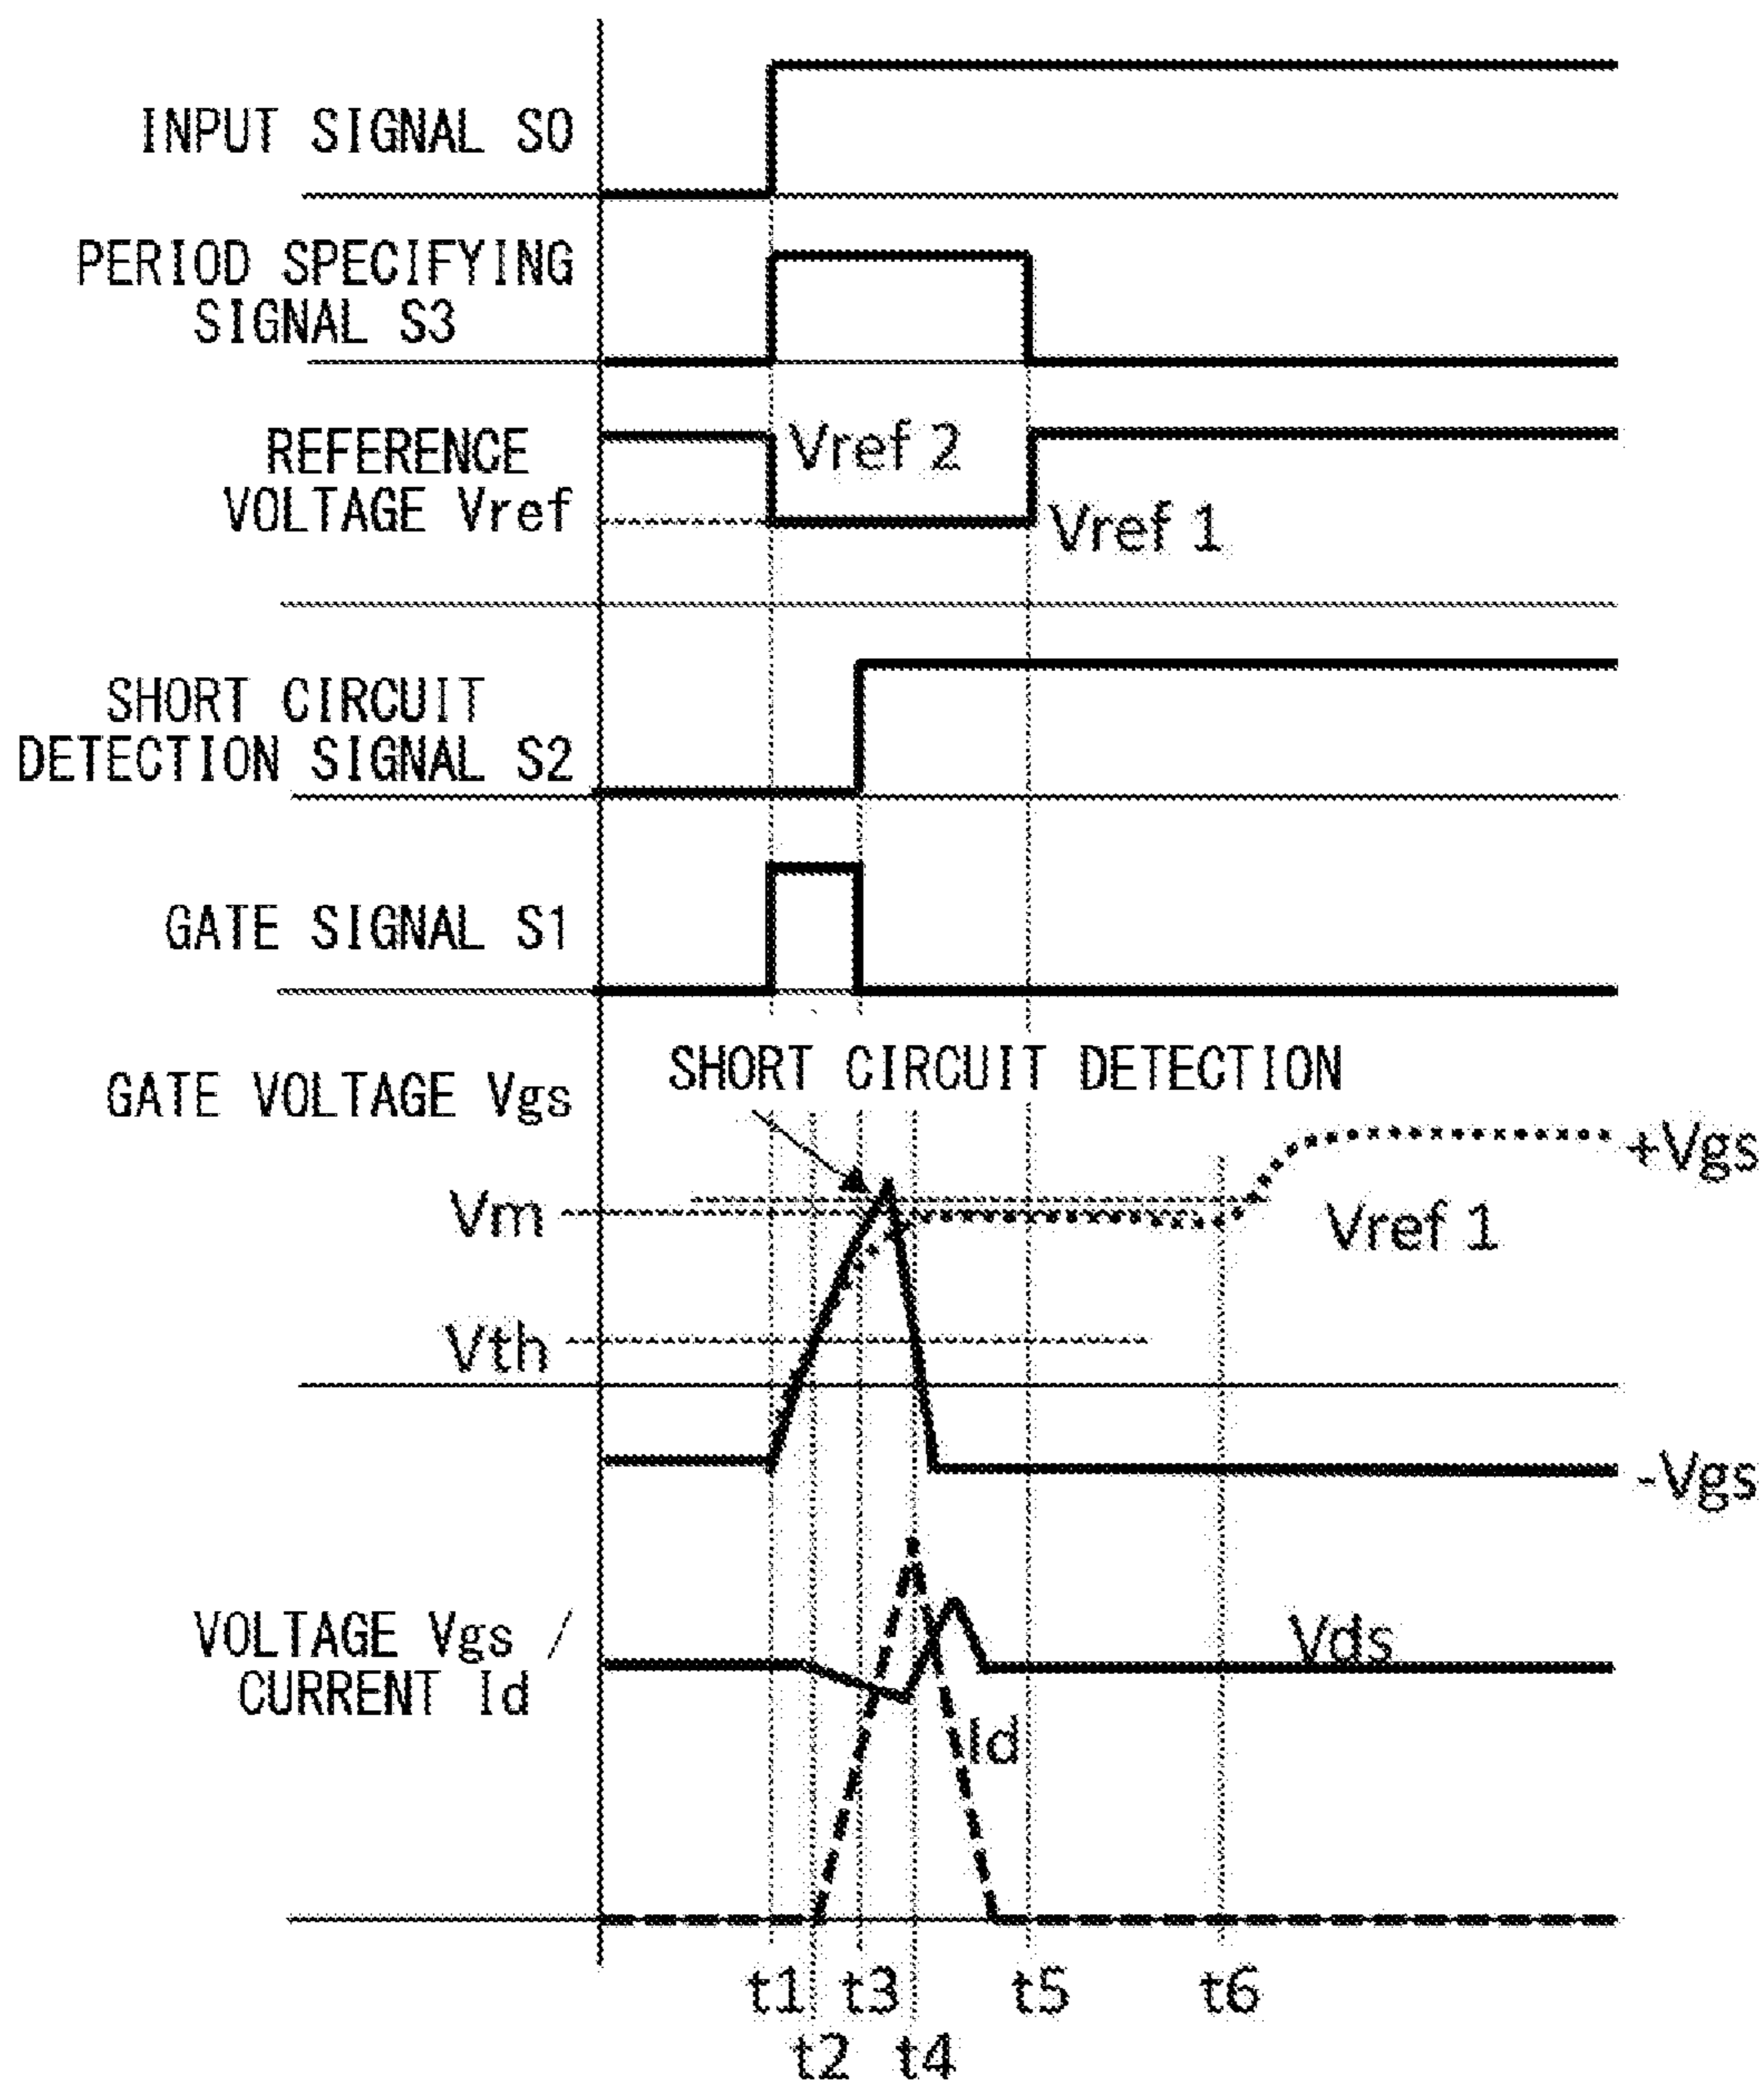 INPUT SIGNAL S0
PERIOD SPECIFYING
SIGNAL S3
REFERENCE
VOLTAGE Vref
Vref 2
Vref 1
SHORT CIRCUIT
DETECTION SIGNAL S2
GATE SIGNAL S1
SHORT CIRCUIT DETECTION
GATE VOLTAGE Vgs
+Vgs
Vm
Vref 1
Vth
-Vgs
VOLTAGE Vgs /
CURRENT Id
Vds
Id
t1 t3 t5 t6
t2 t4